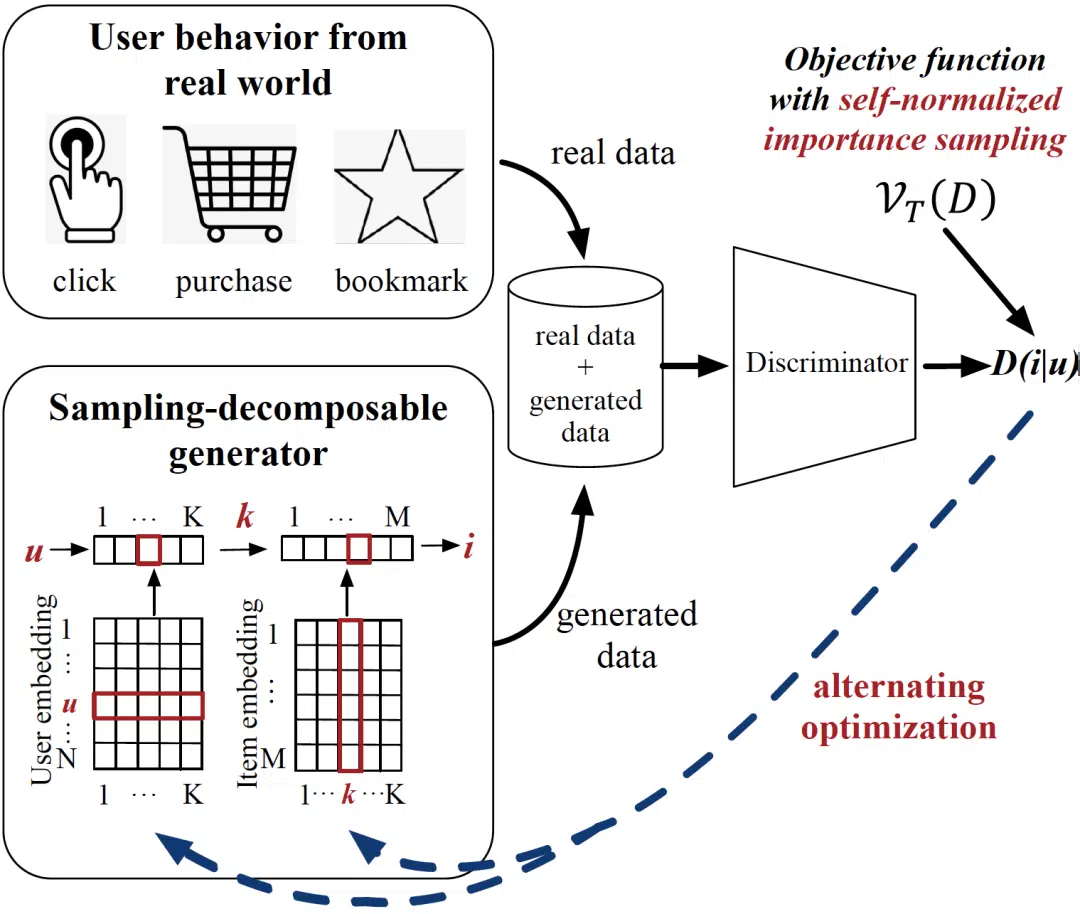 User behavior from
real world
click
purchase
bookmark
real data
Objective function
with self-normalized
importance sampling
𝒱_T(D)
real data
+
generated
data
Discriminator
D(i|u)
Sampling-decomposable
generator
1 ··· K
k
1 ··· M
u
i
User embedding
1
⋮
u
⋮
N
1 ··· K
Item embedding
1
⋮
M
1 ··· k ··· K
generated
data
alternating
optimization